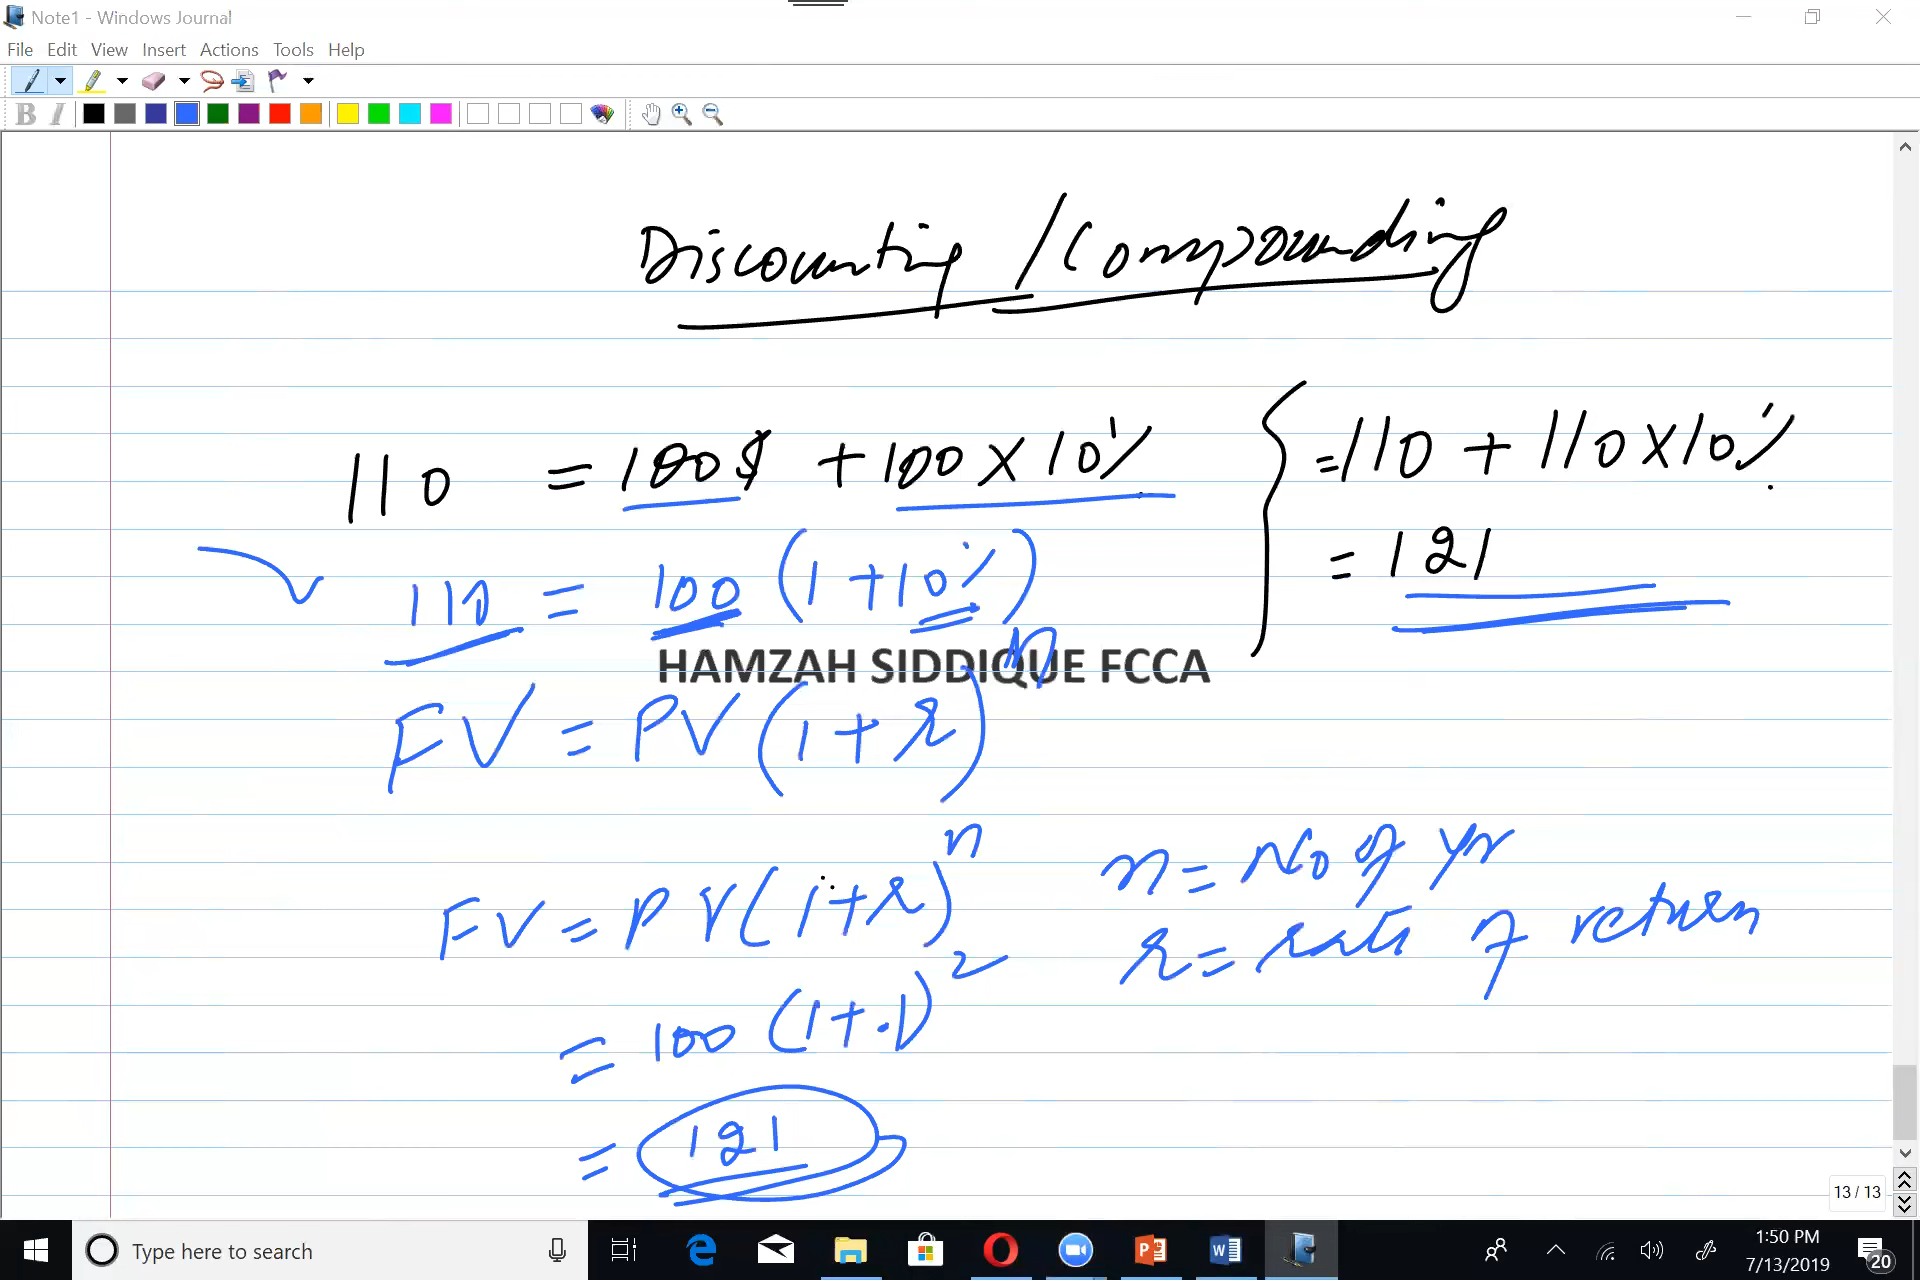 Note1 - Windows Journal
File Edit View Insert Actions Tools Help
B I
Discounting / Compounding
110 = 100$ + 100 x 10%
= 110 + 110 x 10%
= 121
110 = 100 (1 + 10%)
HAMZAH SIDDIQUE FCCA
FV = PV (1 + r)^n
FV = PV (1 + r)^n
n = No of yr
r = rate of return
= 100 (1 + .1)^2
= 121
13 / 13
Type here to search
1:50 PM
7/13/2019
20